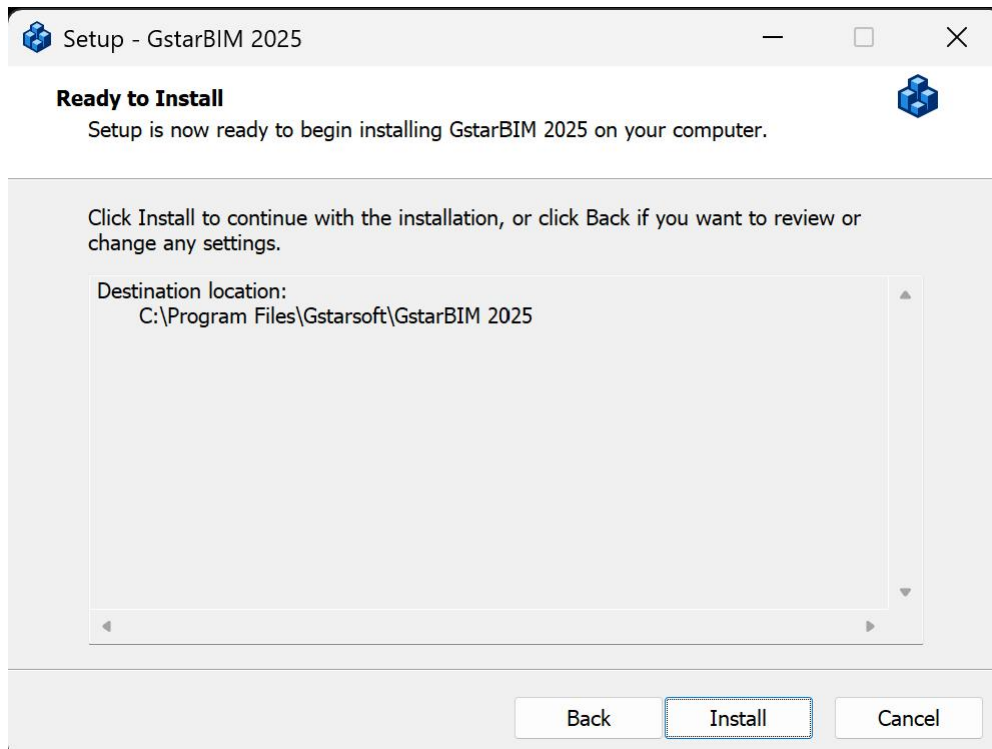 Setup - GstarBIM 2025
Ready to Install
Setup is now ready to begin installing GstarBIM 2025 on your computer.
Click Install to continue with the installation, or click Back if you want to review or
change any settings.
Destination location:
C:\Program Files\Gstarsoft\GstarBIM 2025
Back
Install
Cancel